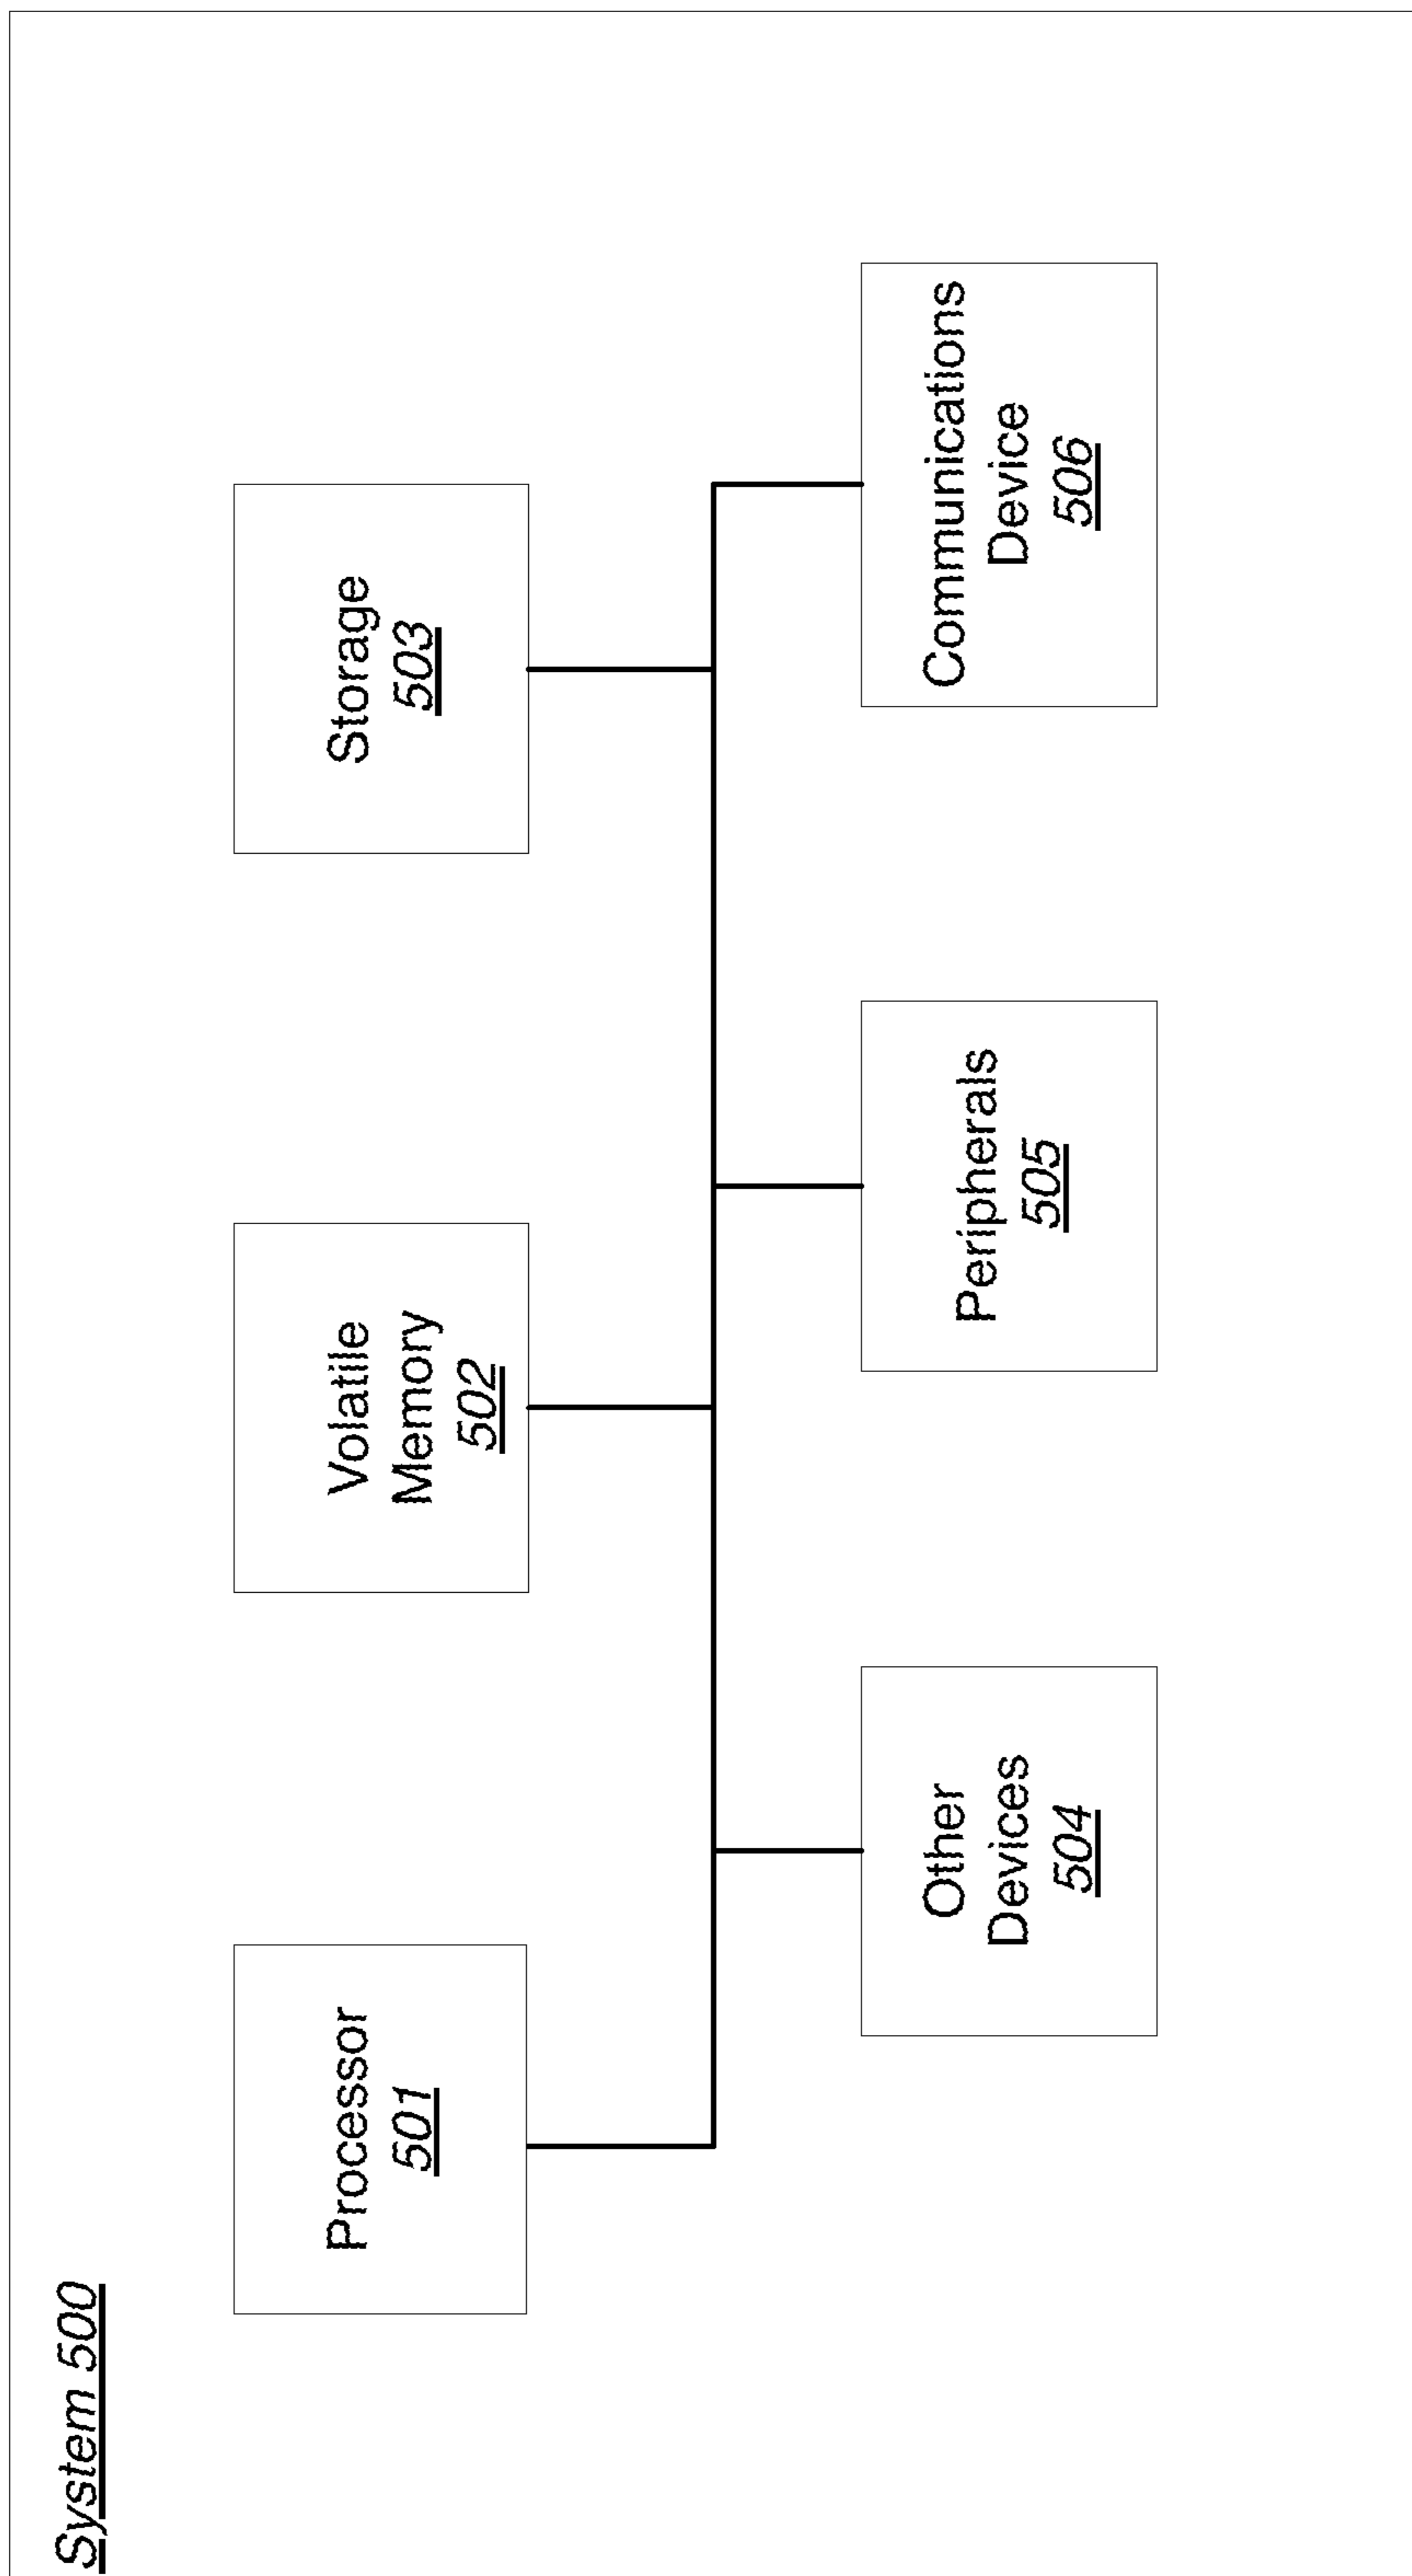 System 500
Processor
501
Volatile
Memory
502
Storage
503
Other
Devices
504
Peripherals
505
Communications
Device
506